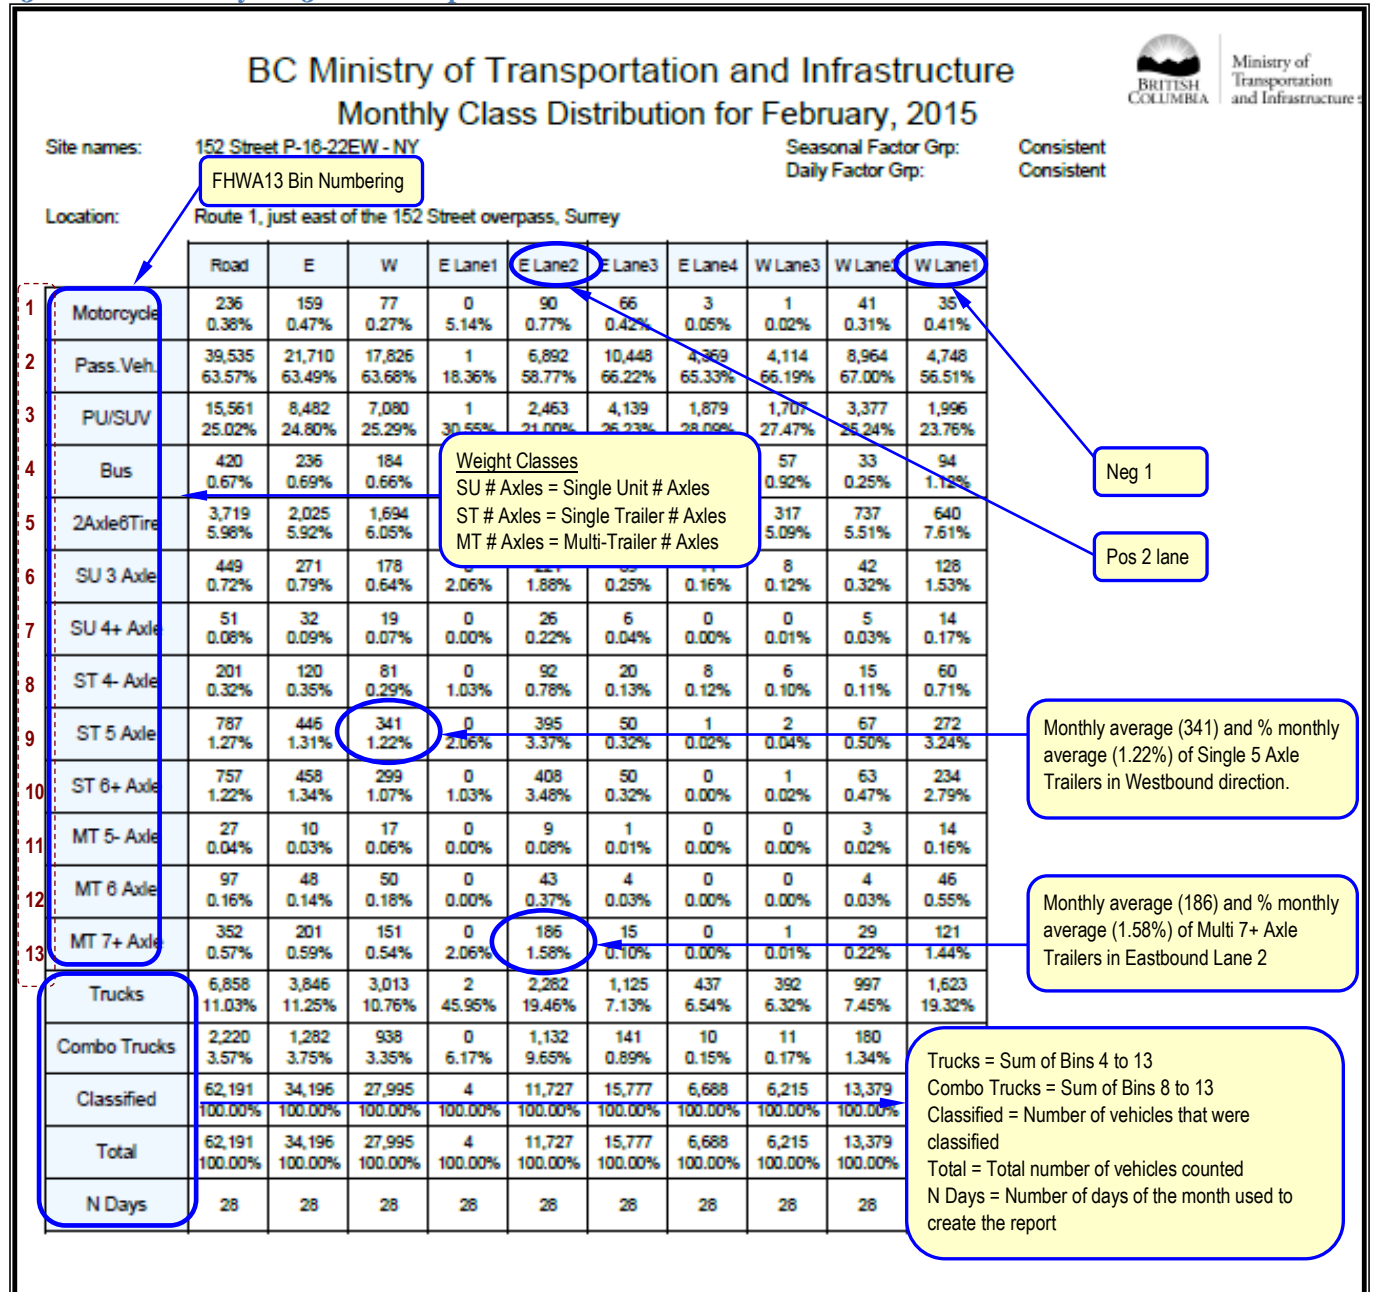 BC Ministry of Transportation and Infrastructure
Monthly Class Distribution for February, 2015
BRITISH COLUMBIA
Ministry of
Transportation
and Infrastructure
Site names: 152 Street P-16-22EW - NY
Seasonal Factor Grp: Consistent
Daily Factor Grp: Consistent
FHWA13 Bin Numbering
Location: Route 1, just east of the 152 Street overpass, Surrey
Road E W E Lane1 E Lane2 E Lane3 E Lane4 W Lane3 W Lane2 W Lane1
1 Motorcycle 236 159 77 0 90 66 3 1 41 35
0.38% 0.47% 0.27% 5.14% 0.77% 0.42% 0.05% 0.02% 0.31% 0.41%
2 Pass.Veh. 39,535 21,710 17,826 1 6,892 10,448 4,369 4,114 8,964 4,748
63.57% 63.49% 63.68% 18.36% 58.77% 66.22% 65.33% 66.19% 67.00% 56.51%
3 PU/SUV 15,561 8,482 7,080 1 2,463 4,139 1,879 1,707 3,377 1,996
25.02% 24.80% 25.29% 30.55% 21.00% 26.23% 28.09% 27.47% 25.24% 23.76%
4 Bus 420 236 184 57 33 94
0.67% 0.69% 0.66% 0.92% 0.25% 1.12%
5 2Axle6Tire 3,719 2,025 1,694 317 737 640
5.98% 5.92% 6.05% 5.09% 5.51% 7.61%
Weight Classes
SU # Axles = Single Unit # Axles
ST # Axles = Single Trailer # Axles
MT # Axles = Multi-Trailer # Axles
Neg 1
Pos 2 lane
6 SU 3 Axle 449 271 178 8 42 128
0.72% 0.79% 0.64% 2.06% 1.88% 0.25% 0.16% 0.12% 0.32% 1.53%
7 SU 4+ Axle 51 32 19 0 26 6 0 0 5 14
0.08% 0.09% 0.07% 0.00% 0.22% 0.04% 0.00% 0.01% 0.03% 0.17%
8 ST 4- Axle 201 120 81 0 92 20 8 6 15 60
0.32% 0.35% 0.29% 1.03% 0.78% 0.13% 0.12% 0.10% 0.11% 0.71%
9 ST 5 Axle 787 446 341 0 395 50 1 2 67 272
1.27% 1.31% 1.22% 2.06% 3.37% 0.32% 0.02% 0.04% 0.50% 3.24%
Monthly average (341) and % monthly
average (1.22%) of Single 5 Axle
Trailers in Westbound direction.
10 ST 6+ Axle 757 458 299 0 408 50 0 1 63 234
1.22% 1.34% 1.07% 1.03% 3.48% 0.32% 0.00% 0.02% 0.47% 2.79%
11 MT 5- Axle 27 10 17 0 9 1 0 0 3 14
0.04% 0.03% 0.06% 0.00% 0.08% 0.01% 0.00% 0.00% 0.02% 0.16%
12 MT 6 Axle 97 48 50 0 43 4 0 0 4 46
0.16% 0.14% 0.18% 0.00% 0.37% 0.03% 0.00% 0.00% 0.03% 0.55%
13 MT 7+ Axle 352 201 151 0 186 15 0 1 29 121
0.57% 0.59% 0.54% 2.06% 1.58% 0.10% 0.00% 0.01% 0.22% 1.44%
Monthly average (186) and % monthly
average (1.58%) of Multi 7+ Axle
Trailers in Eastbound Lane 2
Trucks 6,858 3,846 3,013 2 2,282 1,125 437 392 997 1,623
11.03% 11.25% 10.76% 45.95% 19.46% 7.13% 6.54% 6.32% 7.45% 19.32%
Combo Trucks 2,220 1,282 938 0 1,132 141 10 11 180
3.57% 3.75% 3.35% 6.17% 9.65% 0.89% 0.15% 0.17% 1.34%
Classified 62,191 34,196 27,995 4 11,727 15,777 6,688 6,215 13,379
100.00% 100.00% 100.00% 100.00% 100.00% 100.00% 100.00% 100.00% 100.00%
Total 62,191 34,196 27,995 4 11,727 15,777 6,688 6,215 13,379
100.00% 100.00% 100.00% 100.00% 100.00% 100.00% 100.00% 100.00% 100.00%
N Days 28 28 28 28 28 28 28 28 28
Trucks = Sum of Bins 4 to 13
Combo Trucks = Sum of Bins 8 to 13
Classified = Number of vehicles that were
classified
Total = Total number of vehicles counted
N Days = Number of days of the month used to
create the report